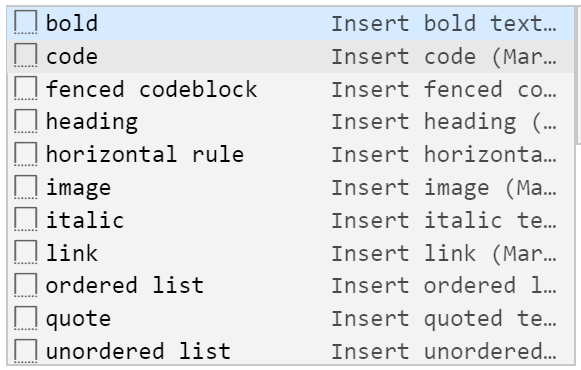 bold Insert bold text…
code Insert code (Mar…
fenced codeblock Insert fenced co…
heading Insert heading (…
horizontal rule Insert horizonta…
image Insert image (Ma…
italic Insert italic te…
link Insert link (Mar…
ordered list Insert ordered l…
quote Insert quoted te…
unordered list Insert unordered…